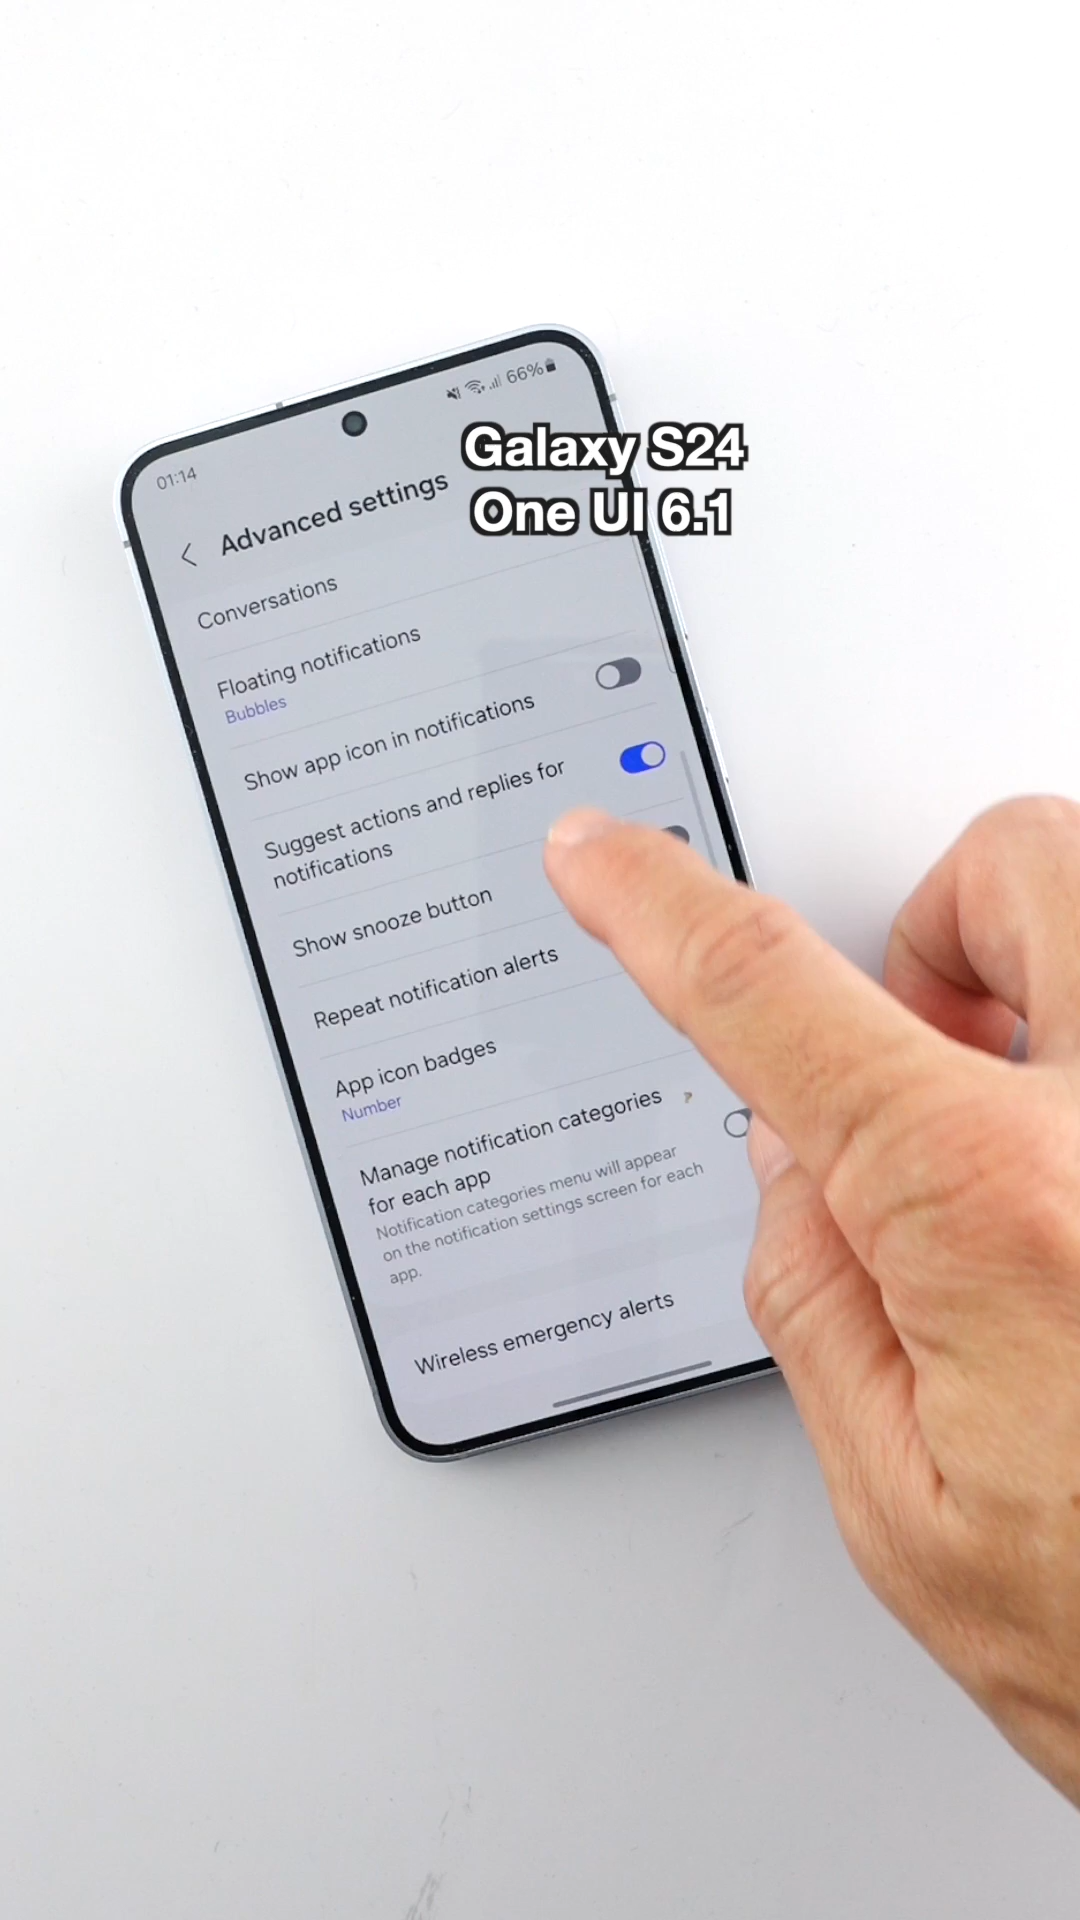 01:14
66%
Galaxy S24
One UI 6.1
Advanced settings
Conversations
Floating notifications
Bubbles
Show app icon in notifications
Suggest actions and replies for
notifications
Show snooze button
Repeat notification alerts
App icon badges
Number
Manage notification categories
for each app
Notification categories menu will appear
on the notification settings screen for each
app.
Wireless emergency alerts